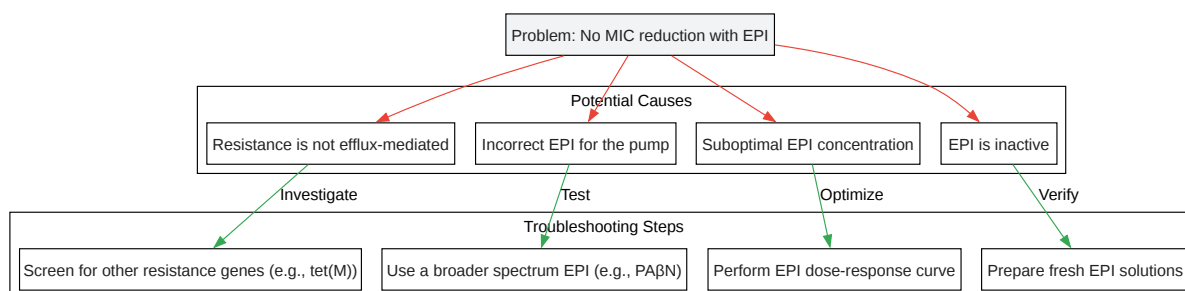 Problem: No MIC reduction with EPI
Potential Causes
Resistance is not efflux-mediated
Incorrect EPI for the pump
Suboptimal EPI concentration
EPI is inactive
Investigate
Test
Optimize
Verify
Troubleshooting Steps
Screen for other resistance genes (e.g., tet(M))
Use a broader spectrum EPI (e.g., PAβN)
Perform EPI dose-response curve
Prepare fresh EPI solutions